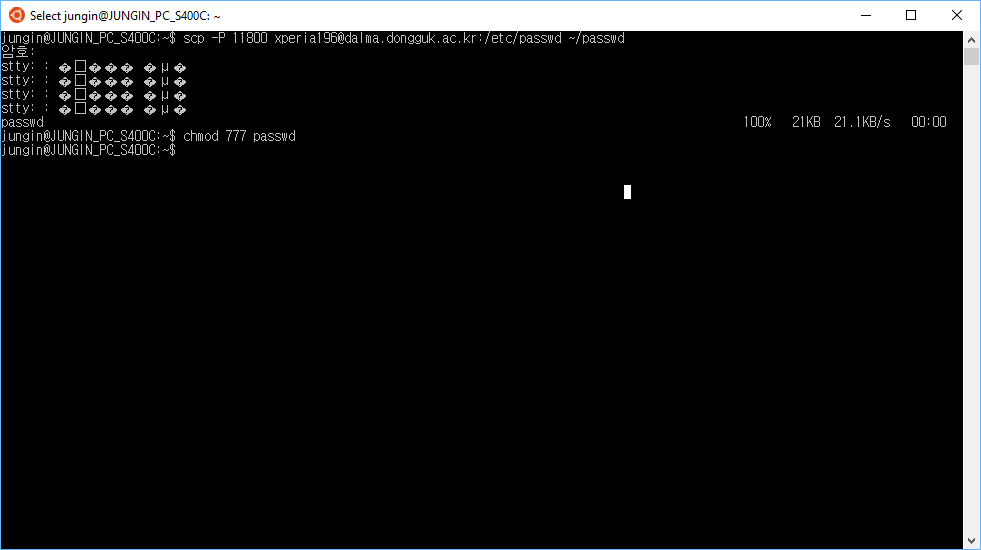 Select jungin@JUNGIN_PC_S400C: ~
jungin@JUNGIN_PC_S400C:~$ scp -P 11800 xperia196@dalma.dongguk.ac.kr:/etc/passwd ~/passwd
암호:
stty: : �□��� �µ�
stty: : �□��� �µ�
stty: : �□��� �µ�
stty: : �□��� �µ�
passwd 100% 21KB 21.1KB/s 00:00
jungin@JUNGIN_PC_S400C:~$ chmod 777 passwd
jungin@JUNGIN_PC_S400C:~$